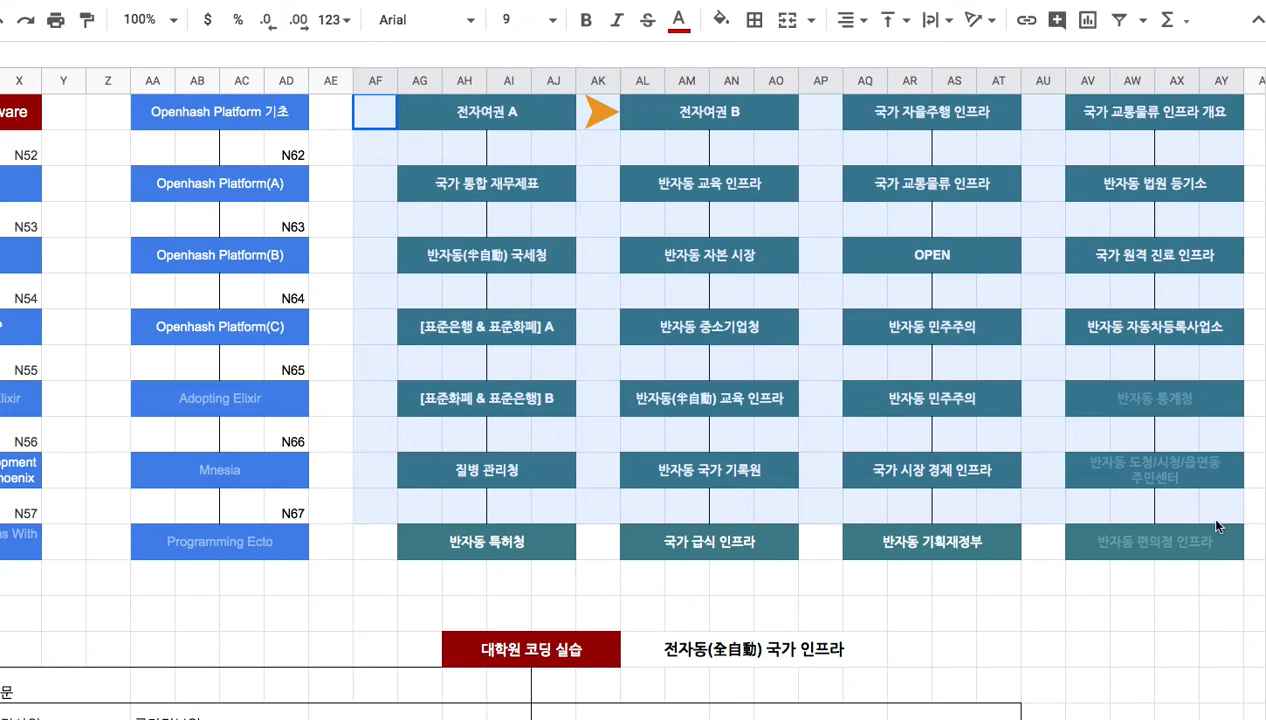 100%
$
%
.0
.00
123
Arial
9
B
I
S
A
X
Y
Z
AA
AB
AC
AD
AE
AF
AG
AH
AI
AJ
AK
AL
AM
AN
AO
AP
AQ
AR
AS
AT
AU
AV
AW
AX
AY
ware
Openhash Platform 기초
전자여권 A
전자여권 B
국가 자율주행 인프라
국가 교통물류 인프라 개요
N52
N62
Openhash Platform(A)
국가 통합 재무제표
반자동 교육 인프라
국가 교통물류 인프라
반자동 법원 등기소
N53
N63
Openhash Platform(B)
반자동(半自動) 국세청
반자동 자본 시장
OPEN
국가 원격 진료 인프라
N54
N64
P
Openhash Platform(C)
[표준은행 & 표준화폐] A
반자동 중소기업청
반자동 민주주의
반자동 자동차등록사업소
N55
N65
Elixir
Adopting Elixir
[표준화폐 & 표준은행] B
반자동(半自動) 교육 인프라
반자동 민주주의
반자동 통계청
N56
N66
opment
hoenix
Mnesia
질병 관리청
반자동 국가 기록원
국가 시장 경제 인프라
반자동 도청/시청/읍면동
주민센터
N57
N67
ns With
Programming Ecto
반자동 특허청
국가 급식 인프라
반자동 기획재정부
반자동 편의점 인프라
대학원 코딩 실습
전자동(全自動) 국가 인프라
문